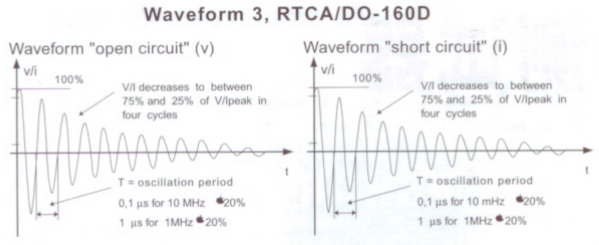 Waveform 3, RTCA/DO-160D
Waveform "open circuit" (v)
v/i
100%
V/I decreases to between
75% and 25% of V/Ipeak in
four cycles
t
T = oscillation period
0,1 µs for 10 MHz 20%
1 µs for 1MHz 20%
Waveform "short circuit" (i)
v/i
100%
V/I decreases to between
75% and 25% of V/Ipeak in
four cycles
t
T = oscillation period
0,1 µs for 10 mHz 20%
1 µs for 1MHz 20%